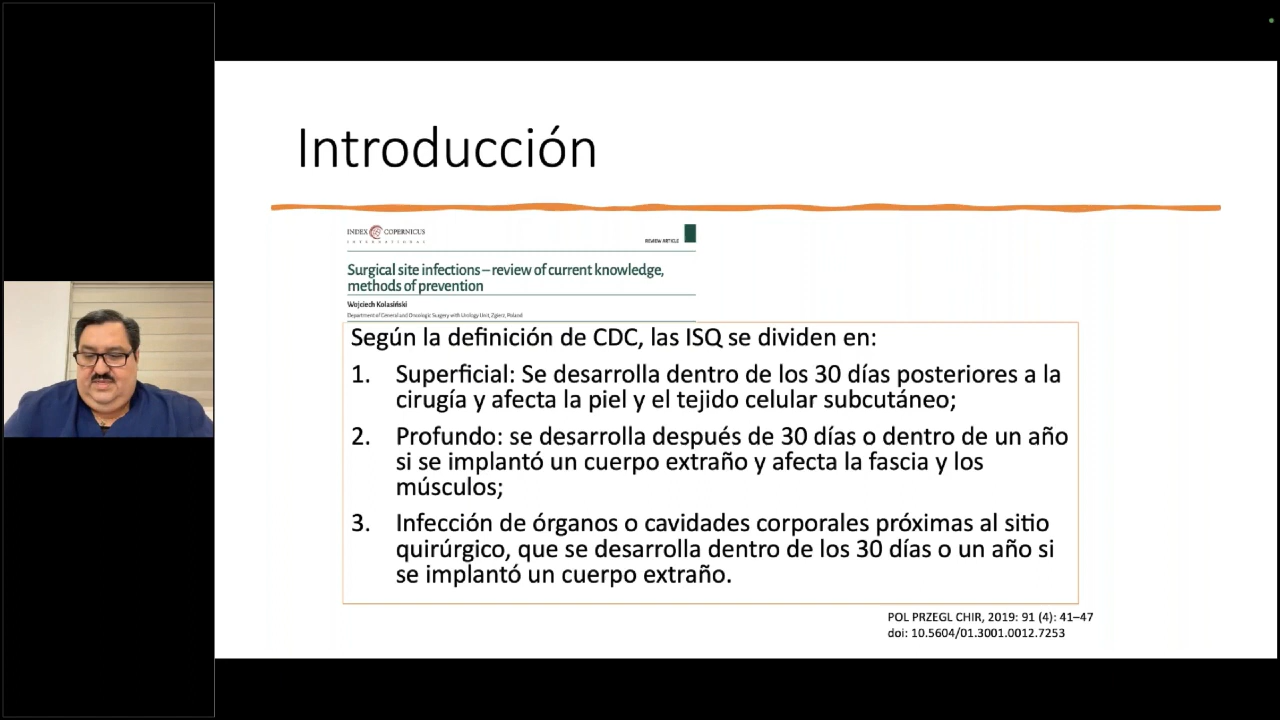 Introducción
INDEX COPERNICUS
INTERNATIONAL
REVIEW ARTICLE
Surgical site infections – review of current knowledge,
methods of prevention
Wojciech Kolasiński
Department of General and Oncologic Surgery with Urology Unit, Zgierz, Poland
Según la definición de CDC, las ISQ se dividen en:
1. Superficial: Se desarrolla dentro de los 30 días posteriores a la
cirugía y afecta la piel y el tejido celular subcutáneo;
2. Profundo: se desarrolla después de 30 días o dentro de un año
si se implantó un cuerpo extraño y afecta la fascia y los
músculos;
3. Infección de órganos o cavidades corporales próximas al sitio
quirúrgico, que se desarrolla dentro de los 30 días o un año si
se implantó un cuerpo extraño.
POL PRZEGL CHIR, 2019: 91 (4): 41–47
doi: 10.5604/01.3001.0012.7253